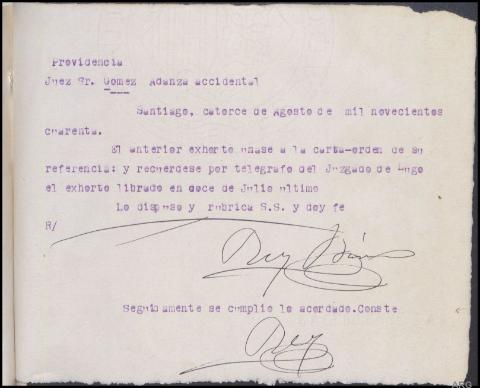 Providencia
Juez Sr. Gomez Adanza accidental
Santiago, catorce de Agosto de mil novecientos
cuarenta.
El anterior exhorto unase a la carta-orden de su
referencia: y recuerdese por telegrafo del Juzgado de Lugo
el exhorto librado en doce de Julio ultimo
Lo dispuso y rubrica S.S. y doy fe
R/
Seguidamente se cumplio lo acordado.Conste
Rey
ARG